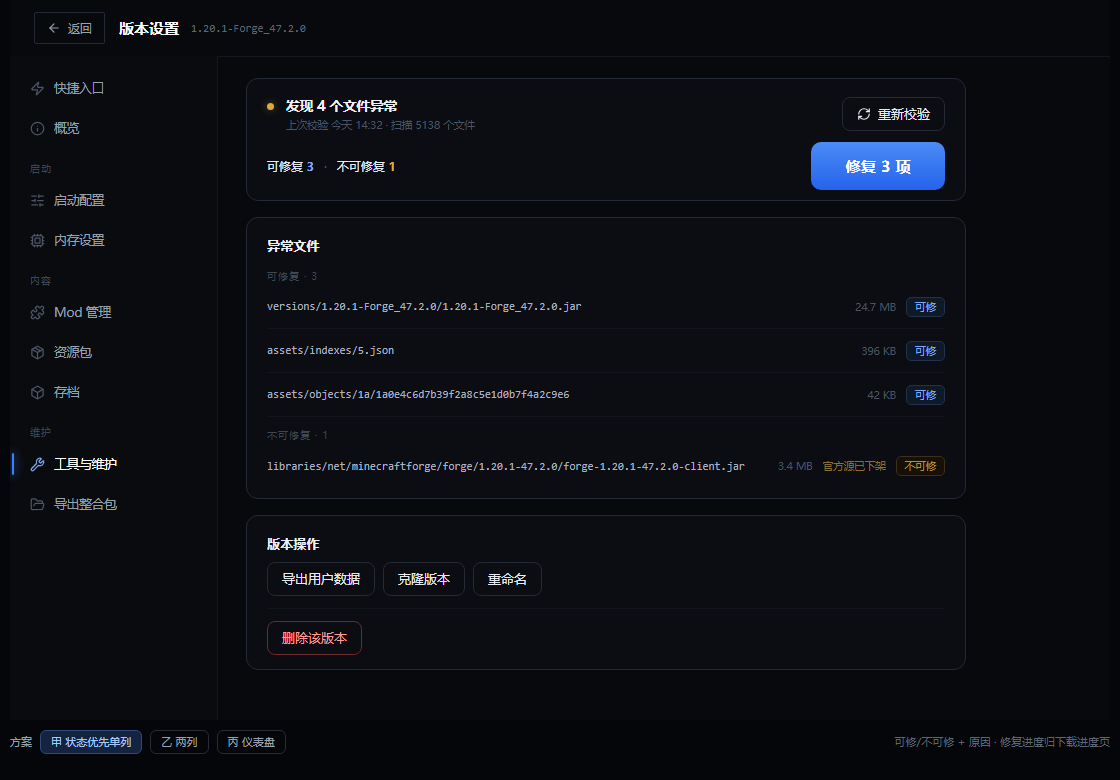 返回 版本设置 1.20.1-Forge_47.2.0
快捷入口
概览
启动
启动配置
内存设置
内容
Mod 管理
资源包
存档
维护
工具与维护
导出整合包
发现 4 个文件异常
上次校验 今天 14:32 · 扫描 5138 个文件
重新校验
可修复 3 · 不可修复 1
修复 3 项
异常文件
可修复 · 3
versions/1.20.1-Forge_47.2.0/1.20.1-Forge_47.2.0.jar 24.7 MB 可修
assets/indexes/5.json 396 KB 可修
assets/objects/1a/1a0e4c6d7b39f2a8c5e1d0b7f4a2c9e6 42 KB 可修
不可修复 · 1
libraries/net/minecraftforge/forge/1.20.1-47.2.0/forge-1.20.1-47.2.0-client.jar 3.4 MB 官方源已下架 不可修
版本操作
导出用户数据 克隆版本 重命名
删除该版本
方案 甲 状态优先单列 乙 两列 丙 仪表盘
可修/不可修 + 原因 · 修复进度归下载进度页